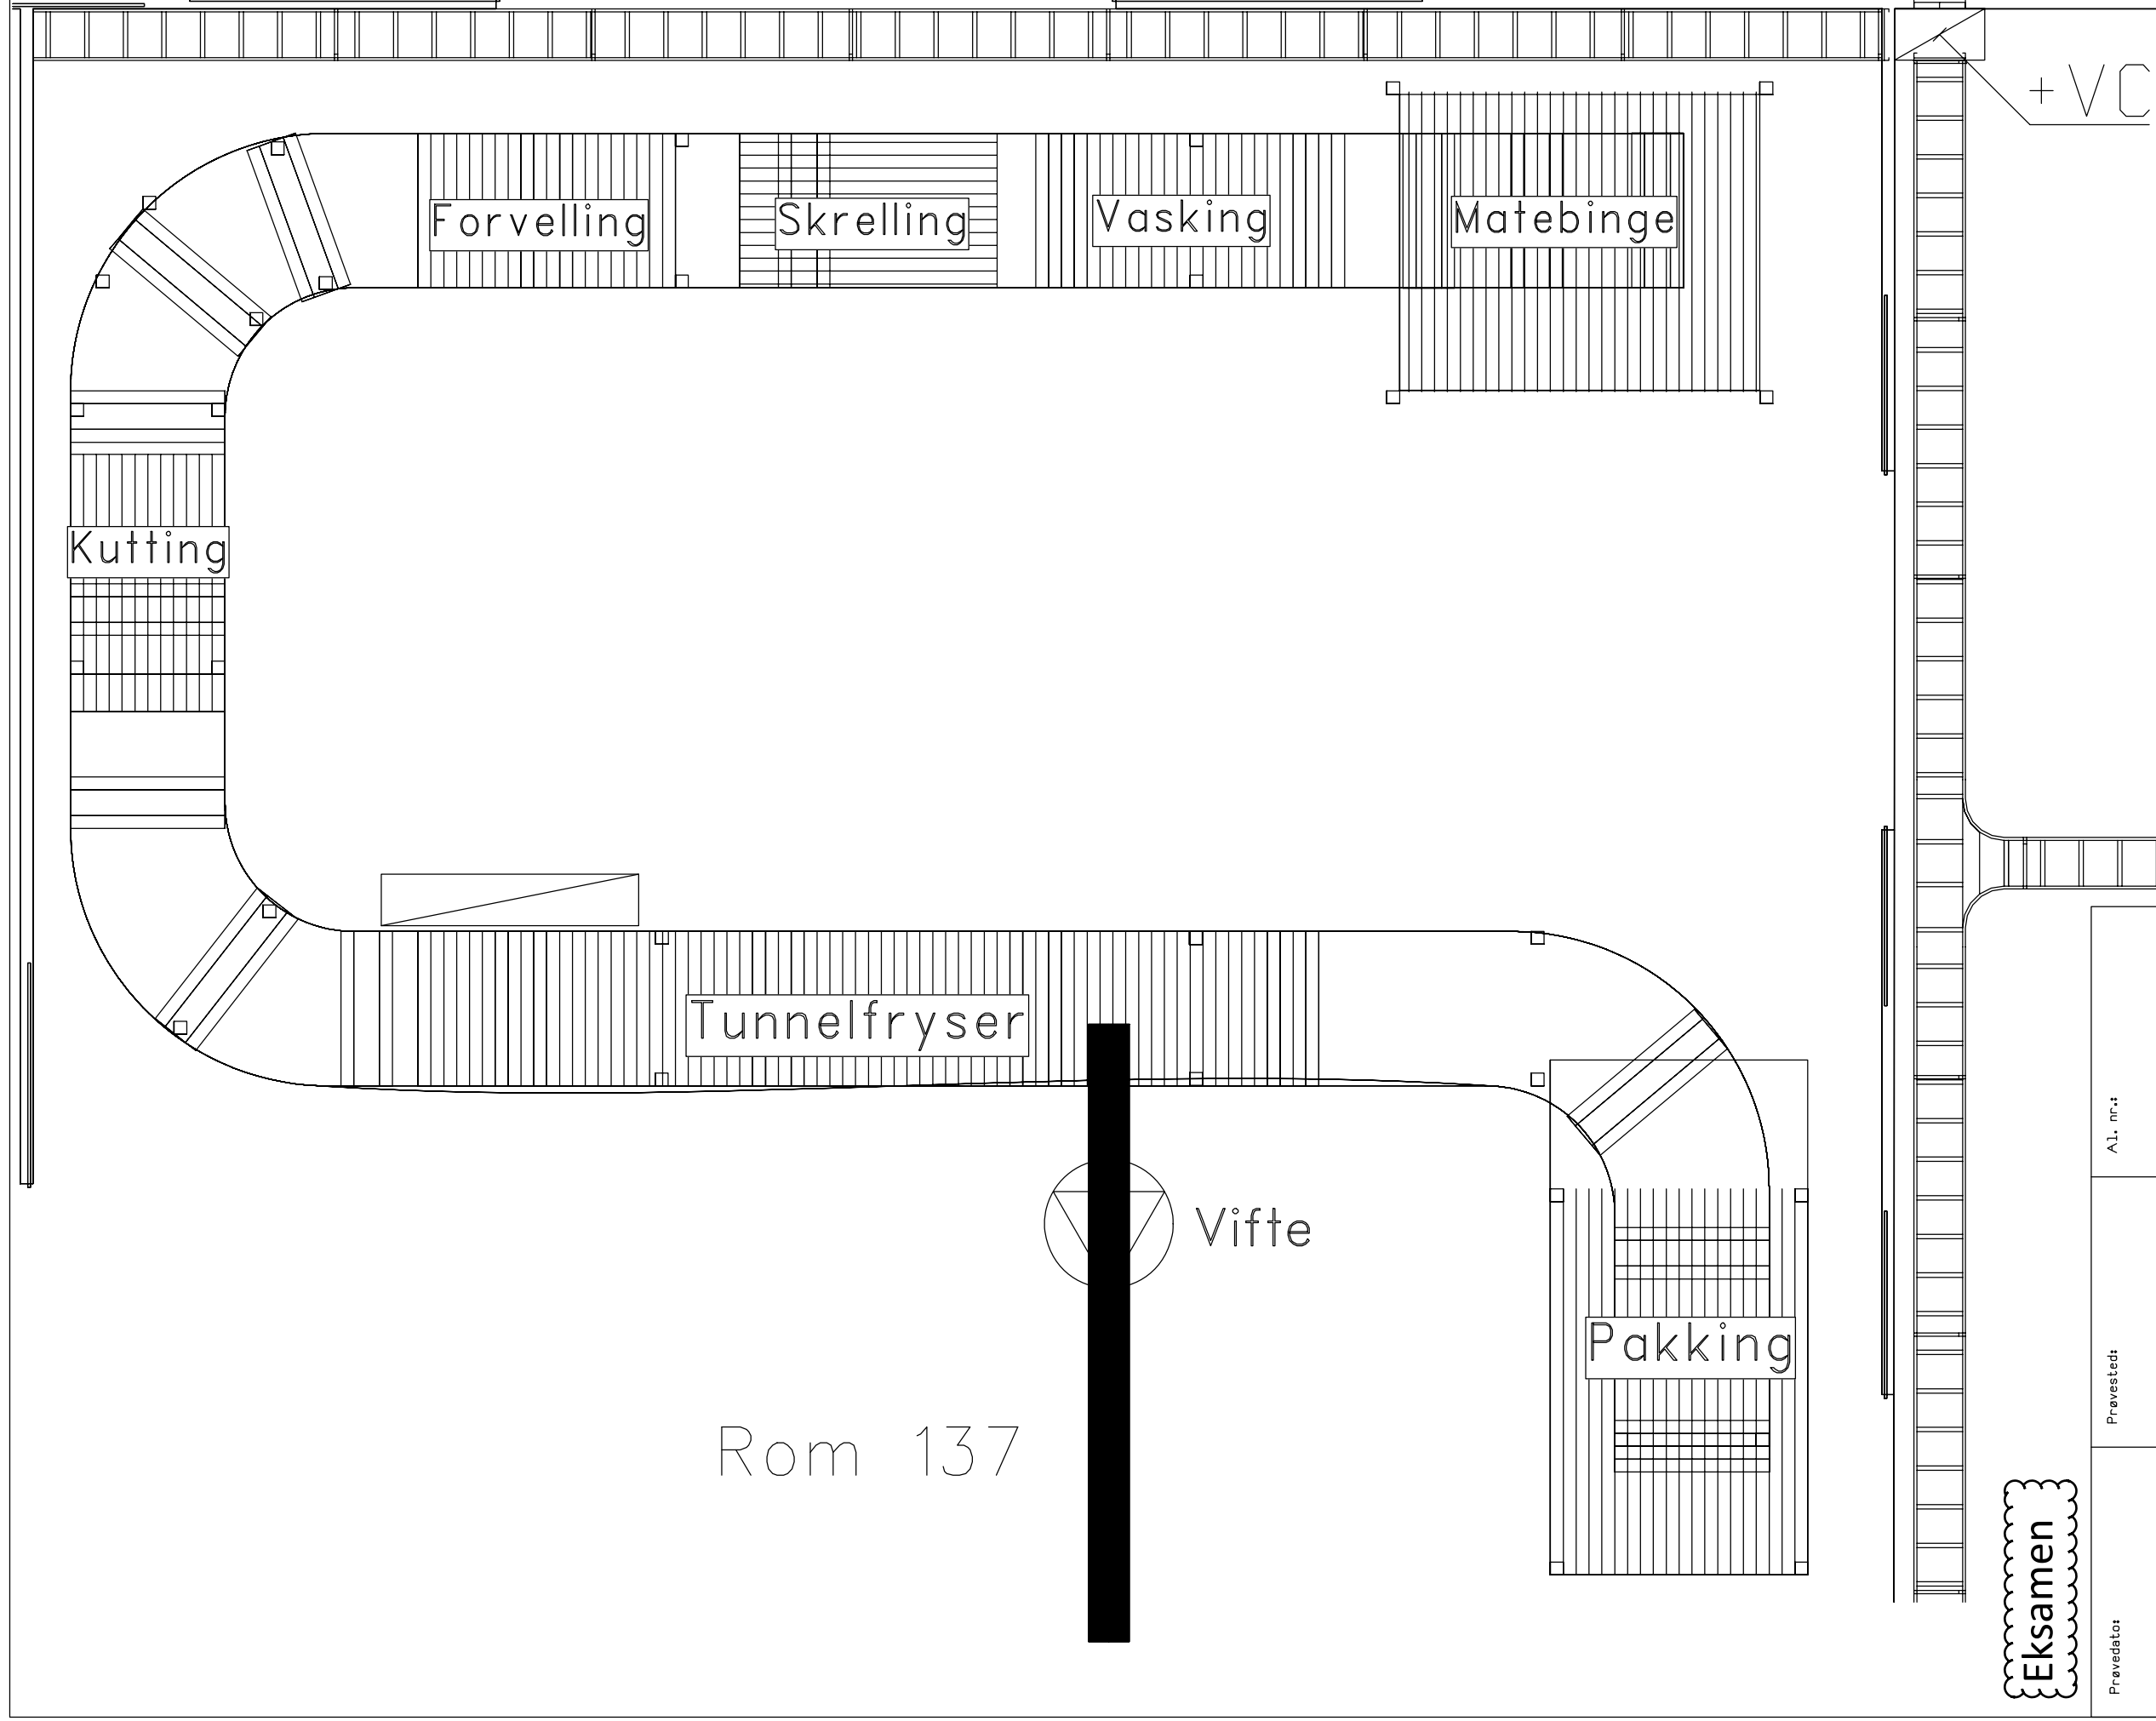 +VC
Forvelling
Skrelling
Vasking
Matebinge
Kutting
Tunnelfryser
Vifte
Pakking
Rom 137
Al. nr.:
Prøvested:
Prøvedato:
Eksamen